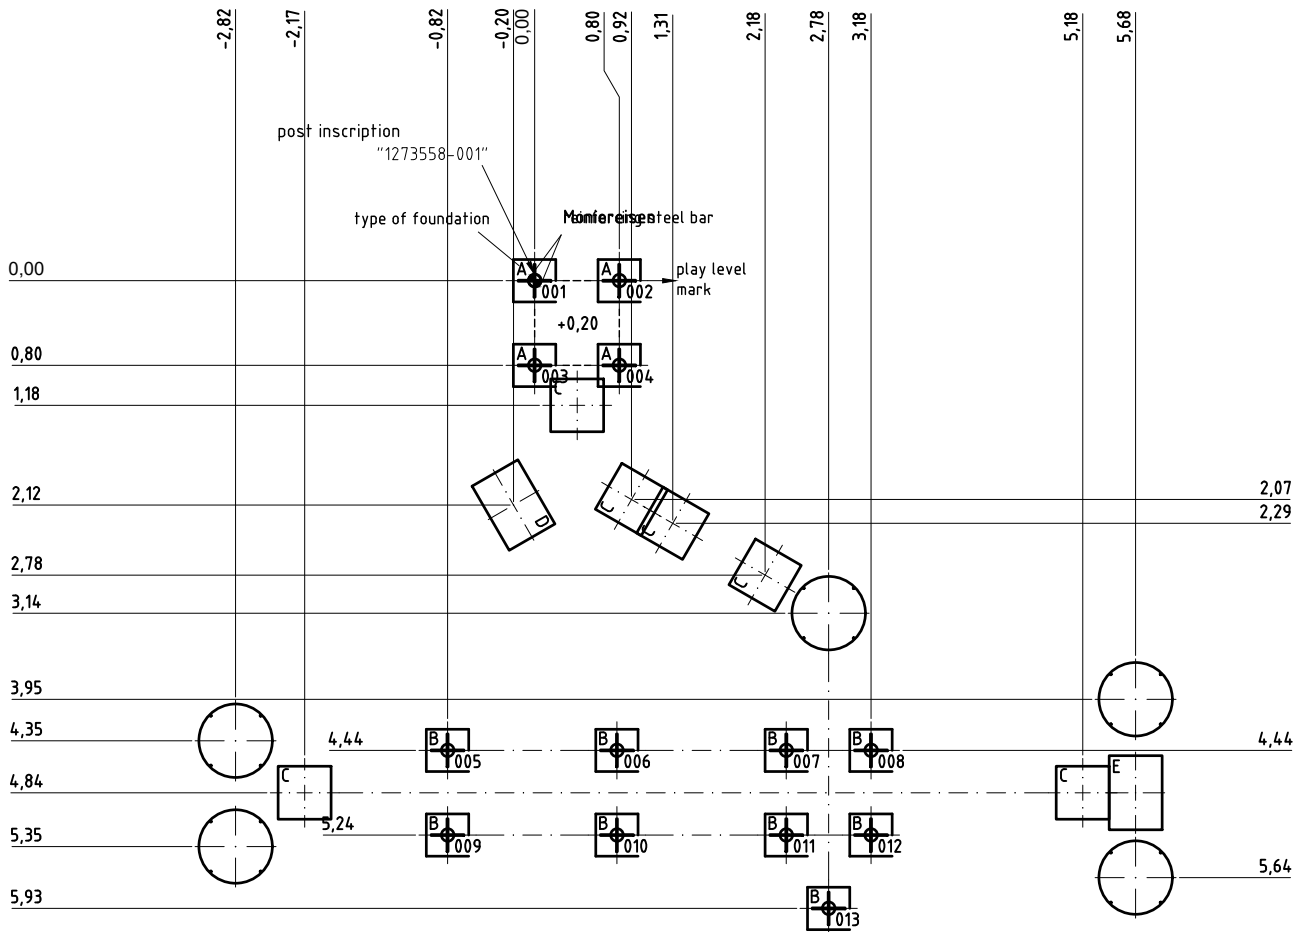 -2,82
-2,17
-0,82
-0,20
0,00
0,80
0,92
1,31
2,18
2,78
3,18
5,18
5,68
post inscription
"1273558-001"
type of foundation
Monfereisen
steel bar
0,00
A
001
A
002
play level
mark
+0,20
0,80
A
003
A
004
1,18
C
2,12
D
C
C
2,07
2,29
2,78
C
3,14
3,95
4,35
4,44
B
005
B
006
B
007
B
008
4,44
4,84
C
C
E
5,24
5,35
B
009
B
010
B
011
B
012
5,64
5,93
B
013